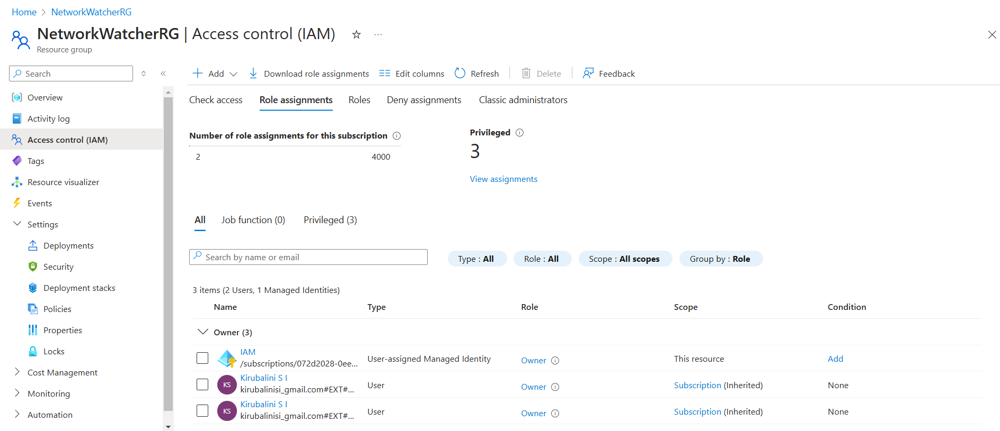 Home > NetworkWatcherRG
NetworkWatcherRG | Access control (IAM)
Resource group
Search
Overview
Activity log
Access control (IAM)
Tags
Resource visualizer
Events
Settings
Deployments
Security
Deployment stacks
Policies
Properties
Locks
Cost Management
Monitoring
Automation
Add
Download role assignments
Edit columns
Refresh
Delete
Feedback
Check access
Role assignments
Roles
Deny assignments
Classic administrators
Number of role assignments for this subscription
2
4000
Privileged
3
View assignments
All
Job function (0)
Privileged (3)
Search by name or email
Type : All
Role : All
Scope : All scopes
Group by : Role
3 items (2 Users, 1 Managed Identities)
Name Type Role Scope Condition
Owner (3)
IAM
/subscriptions/072d2028-0ee...
User-assigned Managed Identity
Owner
This resource
Add
KS
Kirubalini S I
kirubalinisi_gmail.com#EXT#...
User
Owner
Subscription (Inherited)
None
KS
Kirubalini S I
kirubalinisi_gmail.com#EXT#...
User
Owner
Subscription (Inherited)
None